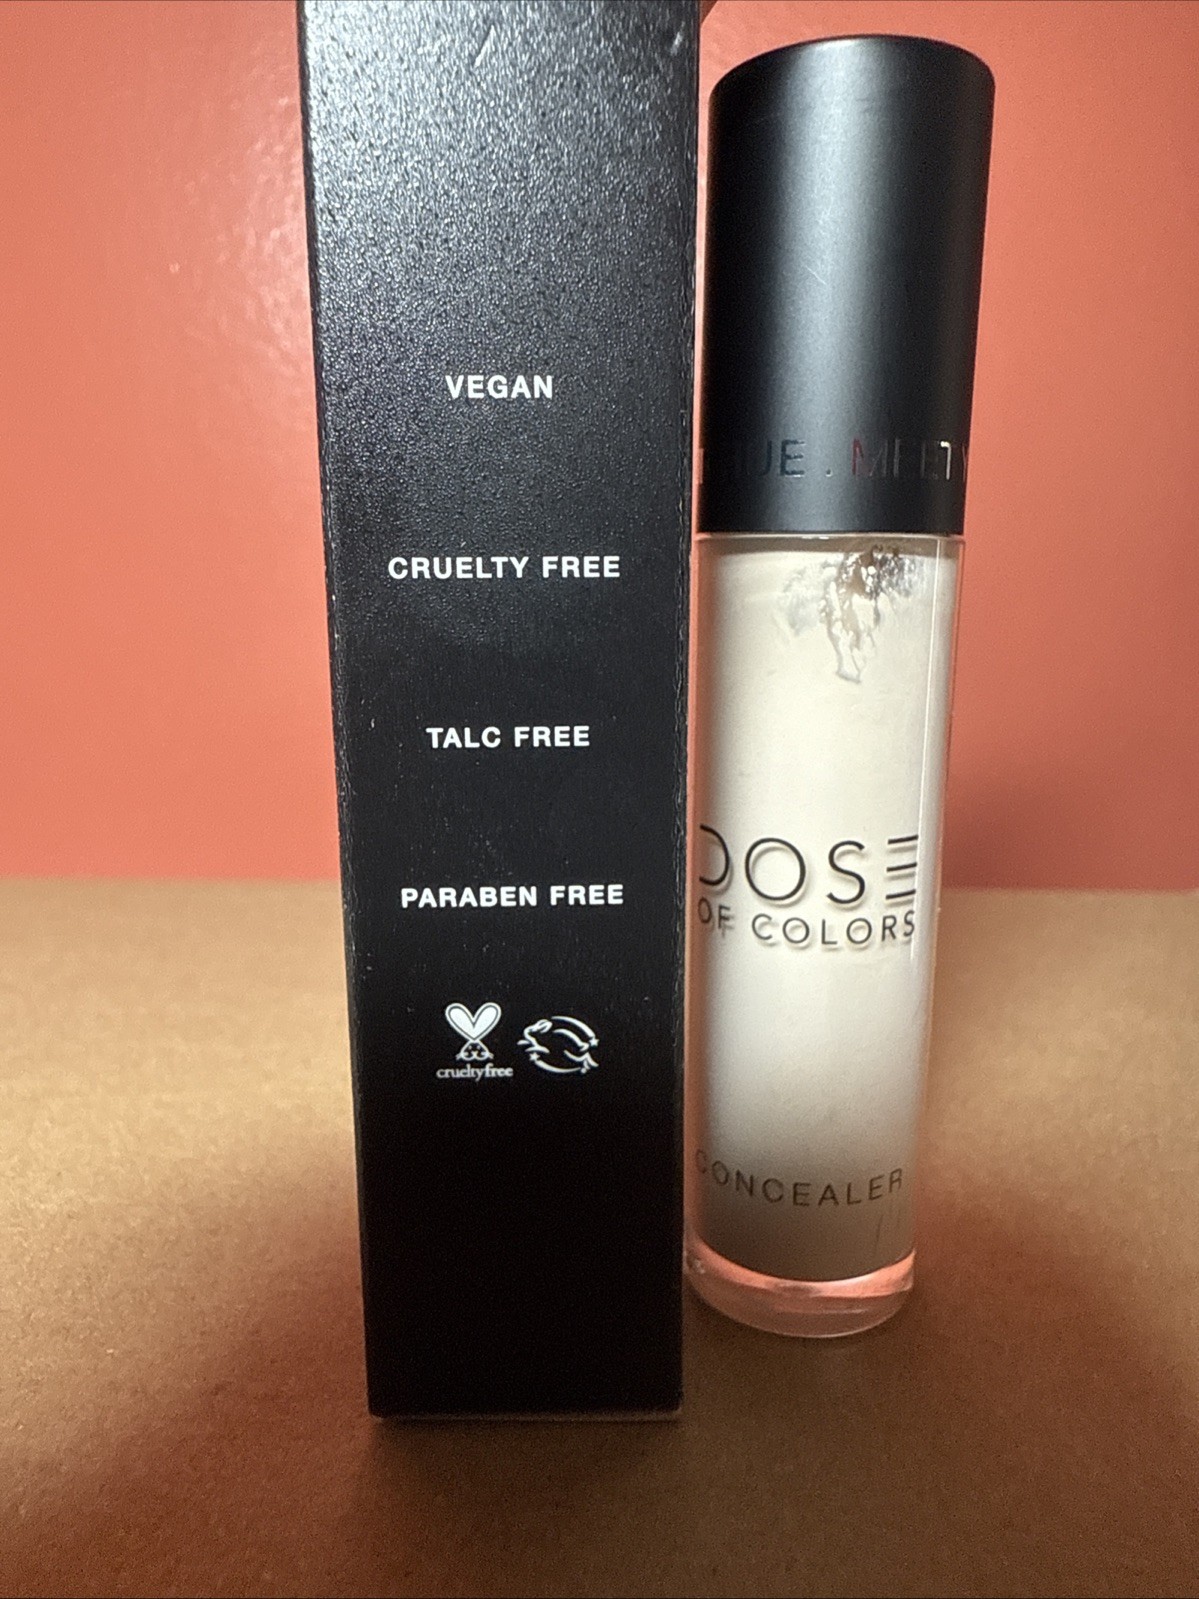 VEGAN
CRUELTY FREE
TALC FREE
PARABEN FREE
crueltyfree
DOSE
OF COLORS
CONCEALER